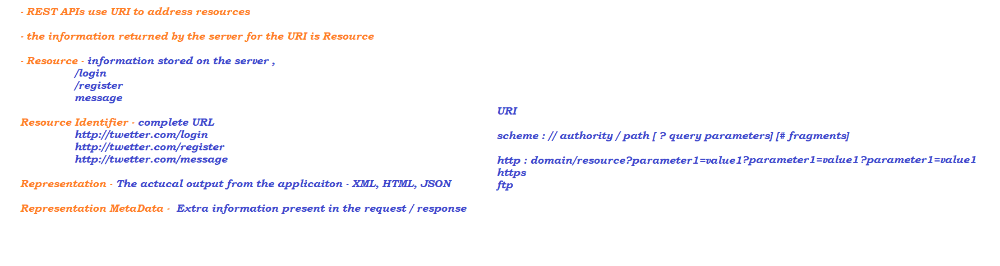 - REST APIs use URI to address resources
- the information returned by the server for the URI is Resource
- Resource - information stored on the server ,
/login
/register
message
Resource Identifier - complete URL
http://twetter.com/login
http://twetter.com/register
http://twetter.com/message
Representation - The actucal output from the applicaiton - XML, HTML, JSON
Representation MetaData - Extra information present in the request / response
URI
scheme : // authority / path [ ? query parameters] [# fragments]
http : domain/resource?parameter1=value1?parameter1=value1?parameter1=value1
https
ftp